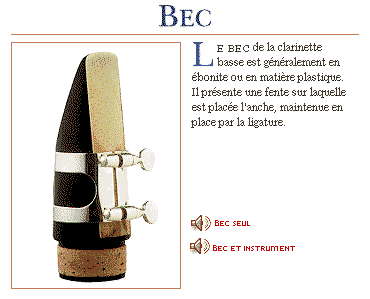 BEC
LE BEC de la clarinette
basse est généralement en
ébonite ou en matière plastique.
Il présente une fente sur laquelle
est placée l'anche, maintenue en
place par la ligature.
BEC SEUL
BEC ET INSTRUMENT